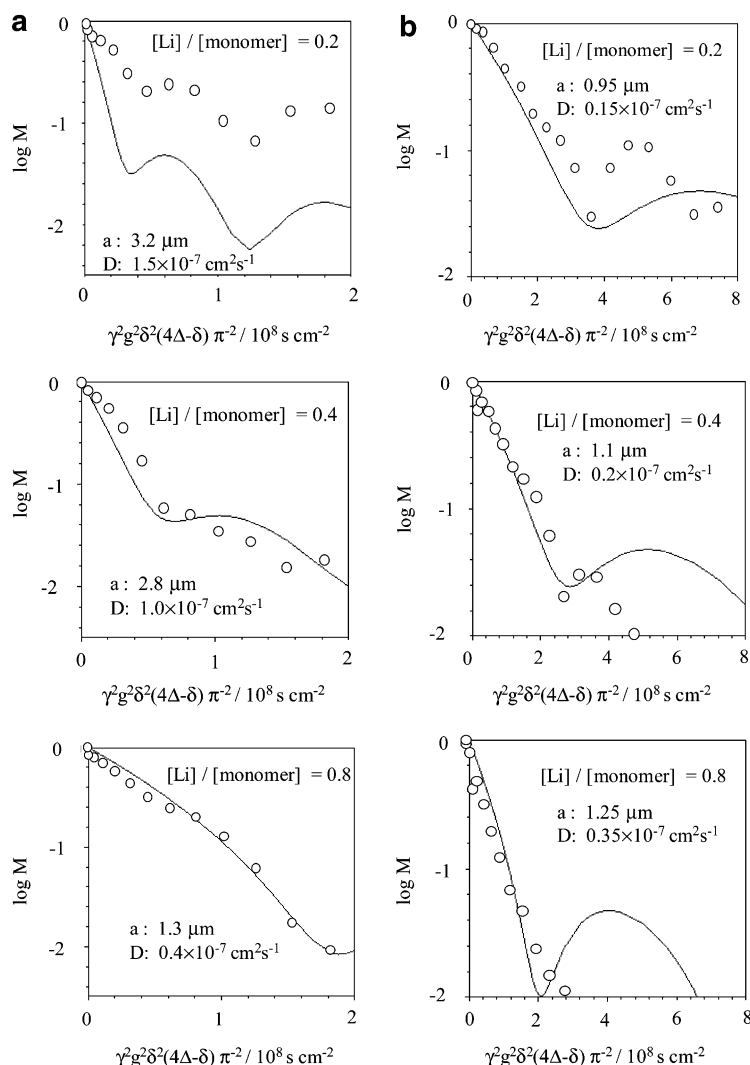 a
0
-1
-2
log M
[Li] / [monomer] = 0.2
a : 3.2 μm
D: 1.5×10⁻⁷ cm²s⁻¹
0 1 2
γ²g²δ²(4Δ-δ) π⁻² / 10⁸ s cm⁻²
b
0
-1
-2
log M
[Li] / [monomer] = 0.2
a : 0.95 μm
D: 0.15×10⁻⁷ cm²s⁻¹
0 2 4 6 8
γ²g²δ²(4Δ-δ) π⁻² / 10⁸ s cm⁻²
0
-1
-2
log M
[Li] / [monomer] = 0.4
a : 2.8 μm
D: 1.0×10⁻⁷ cm²s⁻¹
0 1 2
γ²g²δ²(4Δ-δ) π⁻² / 10⁸ s cm⁻²
0
-1
-2
log M
[Li] / [monomer] = 0.4
a : 1.1 μm
D: 0.2×10⁻⁷ cm²s⁻¹
0 2 4 6 8
γ²g²δ²(4Δ-δ) π⁻² / 10⁸ s cm⁻²
0
-1
-2
log M
[Li] / [monomer] = 0.8
a : 1.3 μm
D: 0.4×10⁻⁷ cm²s⁻¹
0 1 2
γ²g²δ²(4Δ-δ) π⁻² / 10⁸ s cm⁻²
0
-1
-2
log M
[Li] / [monomer] = 0.8
a : 1.25 μm
D: 0.35×10⁻⁷ cm²s⁻¹
0 2 4 6 8
γ²g²δ²(4Δ-δ) π⁻² / 10⁸ s cm⁻²